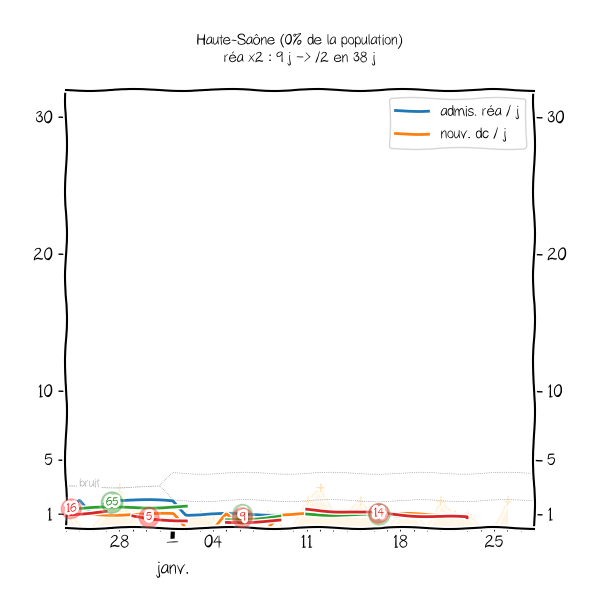 Haute-Saône (0% de la population)
réa x2 : 9 j -> /2 en 38 j
admis. réa / j
nouv. dc / j
30 30
20 20
10 10
5 5
bruit
65
16 5 9 14
1 1
28 04 11 18 25
janv.